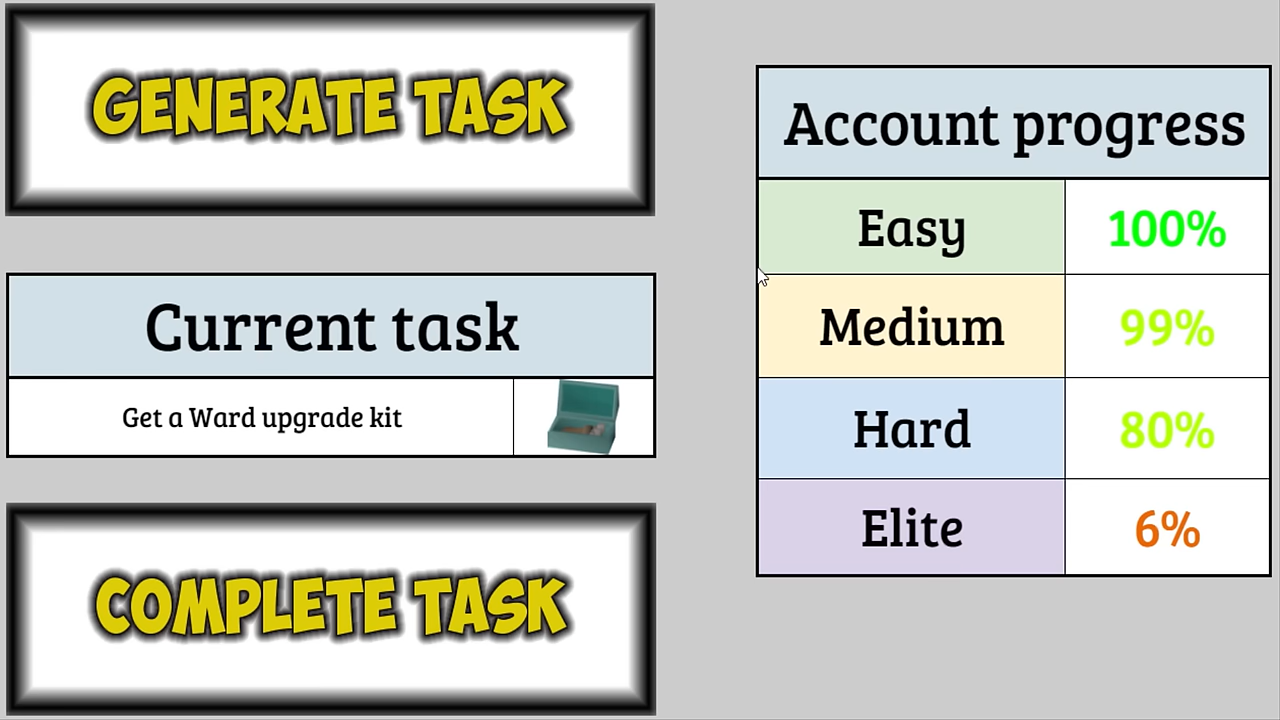 GENERATE TASK
Current task
Get a Ward upgrade kit
COMPLETE TASK
Account progress
Easy 100%
Medium 99%
Hard 80%
Elite 6%